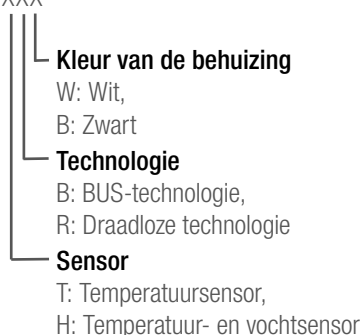 XXX
Kleur van de behuizing
W: Wit,
B: Zwart
Technologie
B: BUS-technologie,
R: Draadloze technologie
Sensor
T: Temperatuursensor,
H: Temperatuur- en vochtsensor